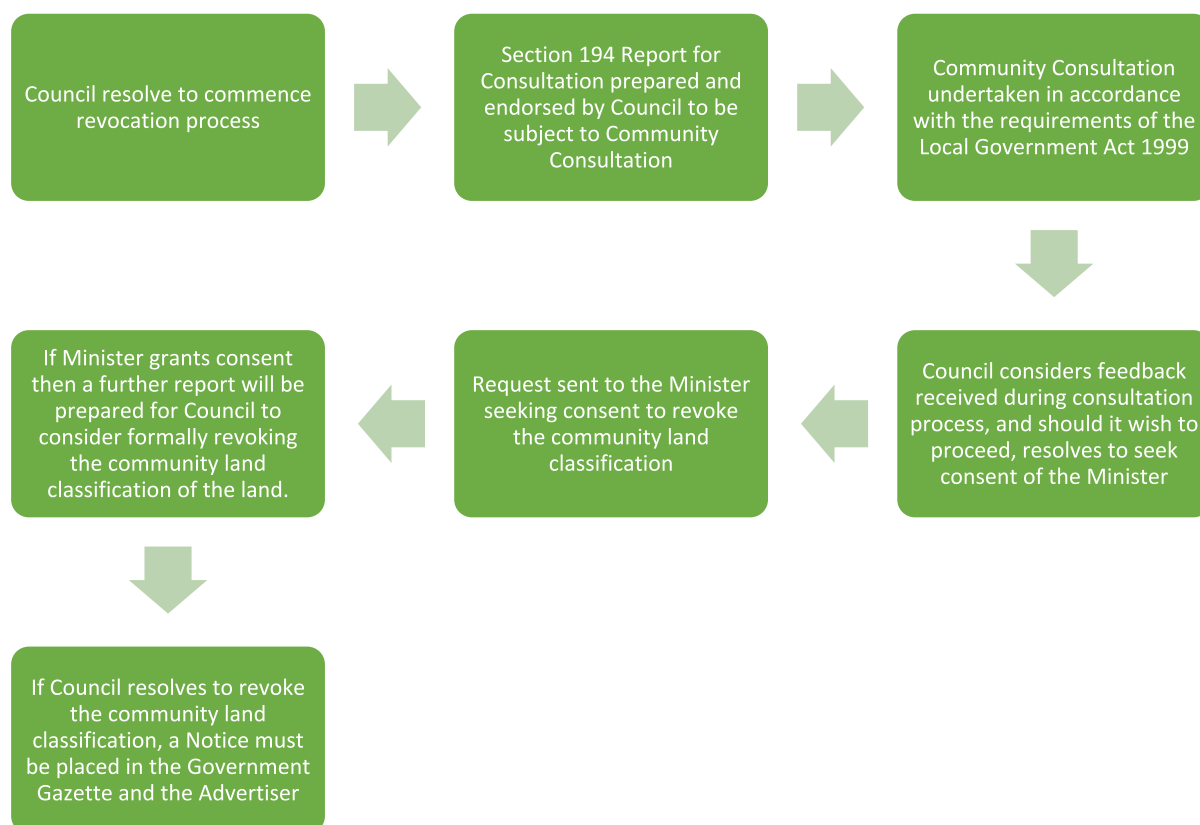 Council resolve to commence
revocation process
Section 194 Report for
Consultation prepared and
endorsed by Council to be
subject to Community
Consultation
Community Consultation
undertaken in accordance
with the requirements of the
Local Government Act 1999
Council considers feedback
received during consultation
process, and should it wish to
proceed, resolves to seek
consent of the Minister
Request sent to the Minister
seeking consent to revoke
the community land
classification
If Minister grants consent
then a further report will be
prepared for Council to
consider formally revoking
the community land
classification of the land.
If Council resolves to revoke
the community land
classification, a Notice must
be placed in the Government
Gazette and the Advertiser